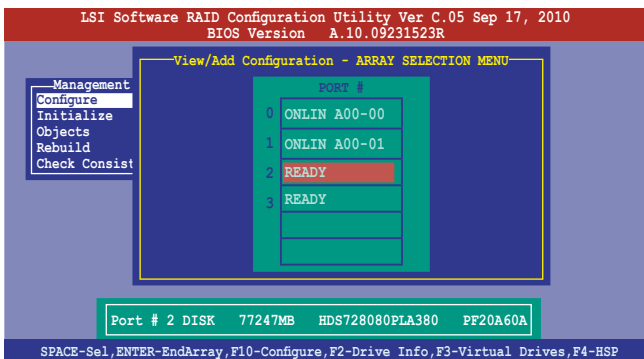 LSI Software RAID Configuration Utility Ver C.05 Sep 17, 2010
BIOS Version A.10.09231523R
View/Add Configuration - ARRAY SELECTION MENU
Management
Configure
Initialize
Objects
Rebuild
Check Consist
PORT #
0 ONLIN A00-00
1 ONLIN A00-01
2 READY
3 READY
Port # 2 DISK 77247MB HDS728080PLA380 PF20A60A
SPACE-Sel,ENTER-EndArray,F10-Configure,F2-Drive Info,F3-Virtual Drives,F4-HSP